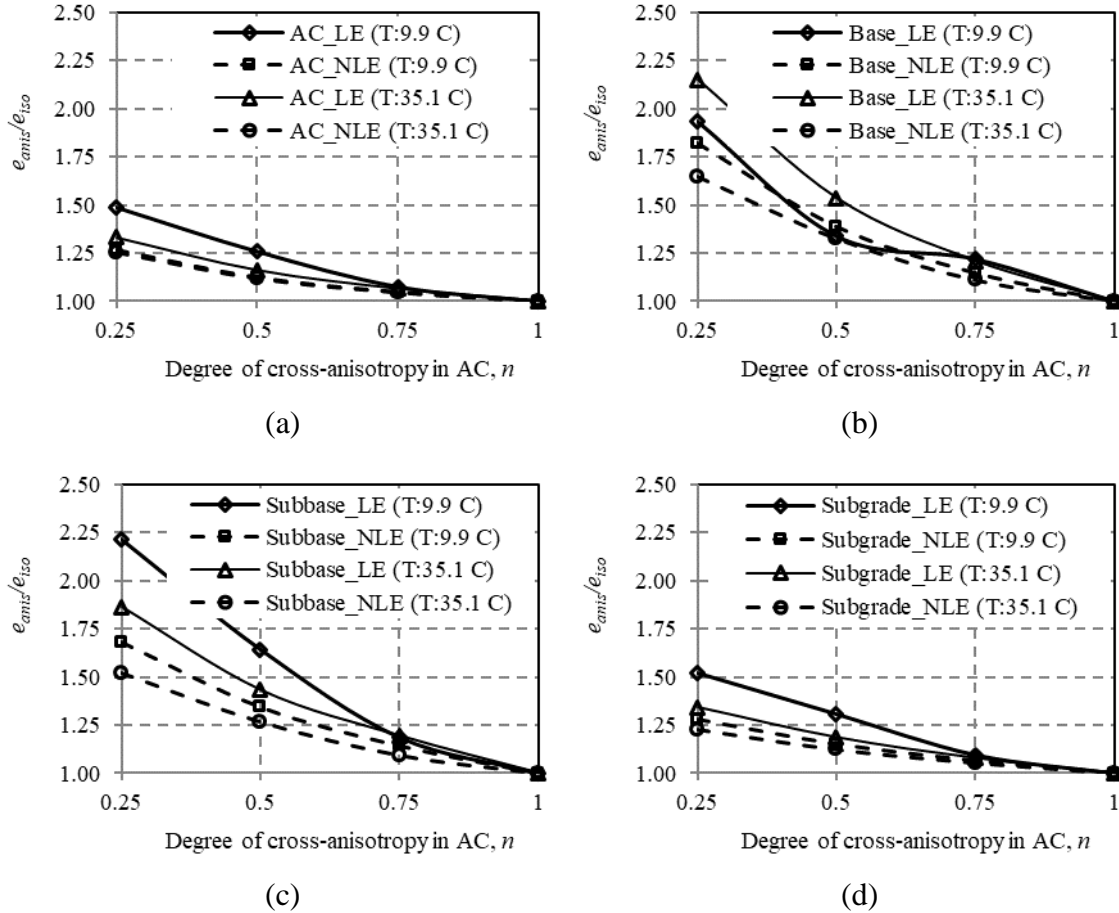 2.50
2.25
2.00
1.75
1.50
1.25
1.00
e_anis/e_iso
AC_LE (T:9.9 C)
AC_NLE (T:9.9 C)
AC_LE (T:35.1 C)
AC_NLE (T:35.1 C)
0.25 0.5 0.75 1
Degree of cross-anisotropy in AC, n
(a)
2.50
2.25
2.00
1.75
1.50
1.25
1.00
e_anis/e_iso
Base_LE (T:9.9 C)
Base_NLE (T:9.9 C)
Base_LE (T:35.1 C)
Base_NLE (T:35.1 C)
0.25 0.5 0.75 1
Degree of cross-anisotropy in AC, n
(b)
2.50
2.25
2.00
1.75
1.50
1.25
1.00
e_anis/e_iso
Subbase_LE (T:9.9 C)
Subbase_NLE (T:9.9 C)
Subbase_LE (T:35.1 C)
Subbase_NLE (T:35.1 C)
0.25 0.5 0.75 1
Degree of cross-anisotropy in AC, n
(c)
2.50
2.25
2.00
1.75
1.50
1.25
1.00
e_anis/e_iso
Subgrade_LE (T:9.9 C)
Subgrade_NLE (T:9.9 C)
Subgrade_LE (T:35.1 C)
Subgrade_NLE (T:35.1 C)
0.25 0.5 0.75 1
Degree of cross-anisotropy in AC, n
(d)